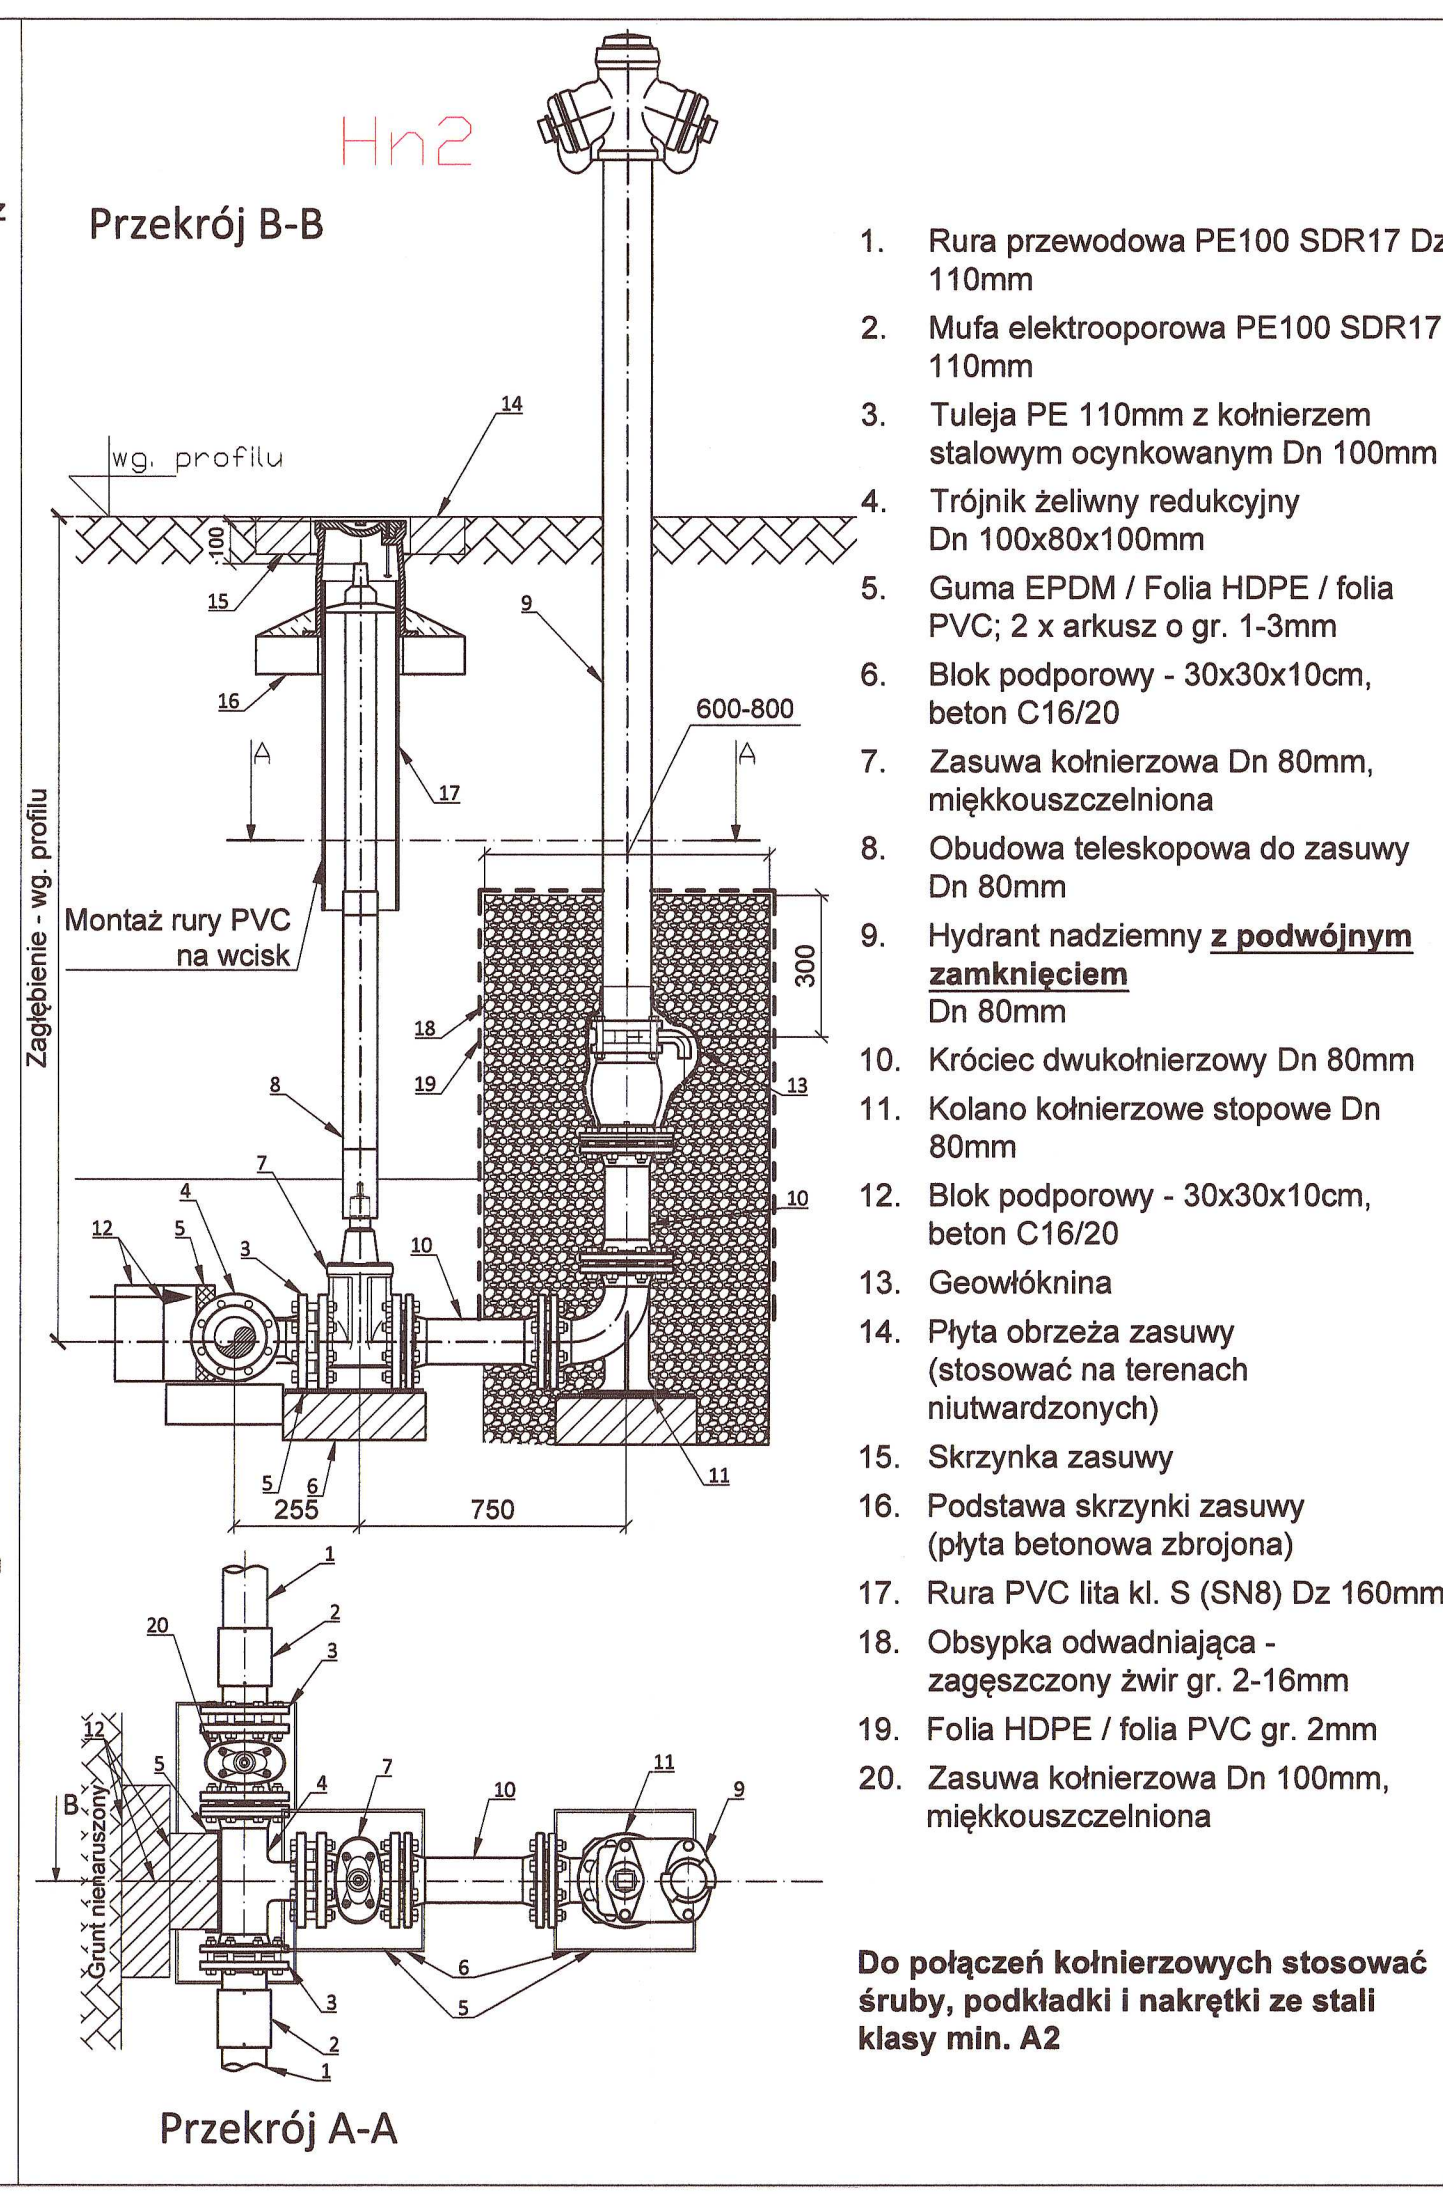 Hn2
Przekrój B-B
z
wg. profilu
14
100
15
9
16
600-800
A
A
17
Zagłębienie - wg. profilu
Montaż rury PVC
na wcisk
300
18
19
13
8
7
4
12
5
3
10
10
5
6
11
255
750
1
2
20
3
12
5
4
7
10
11
9
B
Grunt nienaruszony
6
5
3
2
1
Przekrój A-A
1. Rura przewodowa PE100 SDR17 Dz
110mm
2. Mufa elektrooporowa PE100 SDR17
110mm
3. Tuleja PE 110mm z kołnierzem
stalowym ocynkowanym Dn 100mm
4. Trójnik żeliwny redukcyjny
Dn 100x80x100mm
5. Guma EPDM / Folia HDPE / folia
PVC; 2 x arkusz o gr. 1-3mm
6. Blok podporowy - 30x30x10cm,
beton C16/20
7. Zasuwa kołnierzowa Dn 80mm,
miękkouszczelniona
8. Obudowa teleskopowa do zasuwy
Dn 80mm
9. Hydrant nadziemny z podwójnym
zamknięciem
Dn 80mm
10. Króciec dwukołnierzowy Dn 80mm
11. Kolano kołnierzowe stopowe Dn
80mm
12. Blok podporowy - 30x30x10cm,
beton C16/20
13. Geowłóknina
14. Płyta obrzeża zasuwy
(stosować na terenach
niutwardzonych)
15. Skrzynka zasuwy
16. Podstawa skrzynki zasuwy
(płyta betonowa zbrojona)
17. Rura PVC lita kl. S (SN8) Dz 160mm
18. Obsypka odwadniająca -
zagęszczony żwir gr. 2-16mm
19. Folia HDPE / folia PVC gr. 2mm
20. Zasuwa kołnierzowa Dn 100mm,
miękkouszczelniona
Do połączeń kołnierzowych stosować
śruby, podkładki i nakrętki ze stali
klasy min. A2